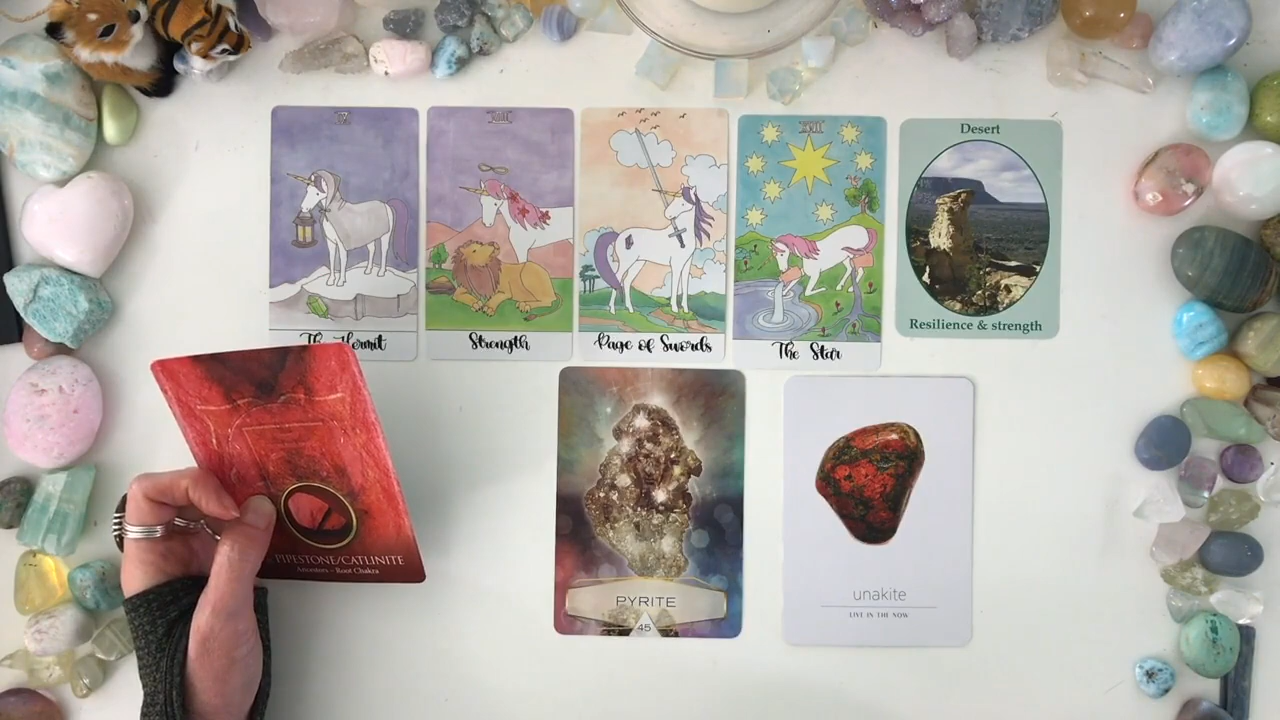 IX
VIII
XVII
Desert
The Hermit
Strength
Page of Swords
The Star
Resilience & strength
PIPESTONE/CATLINITE
Ancestors ~ Root Chakra
PYRITE
45
unakite
LIVE IN THE NOW